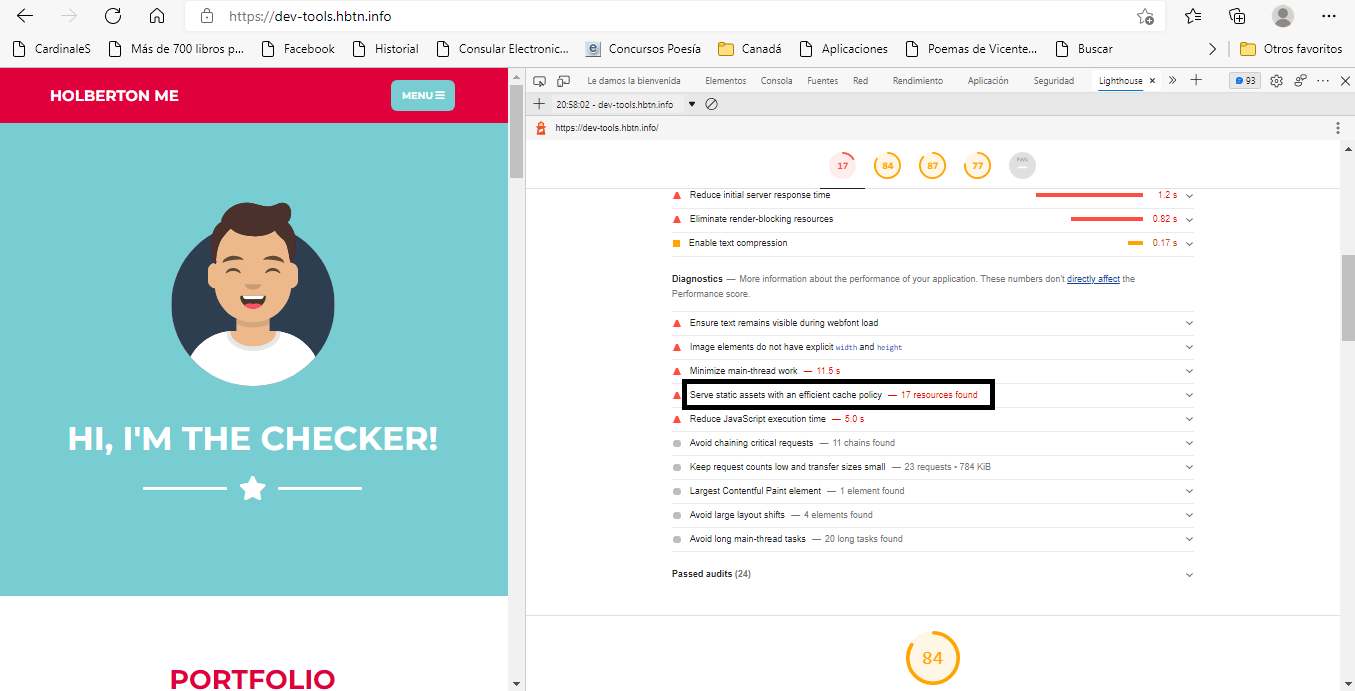 https://dev-tools.hbtn.info
CardinaleS Más de 700 libros p... Facebook Historial Consular Electronic... Concursos Poesía Canadá Aplicaciones Poemas de Vicente... Buscar Otros favoritos
HOLBERTON ME
MENU
HI, I'M THE CHECKER!
PORTFOLIO
Le damos la bienvenida Elementos Consola Fuentes Red Rendimiento Aplicación Seguridad Lighthouse 93
20:58:02 - dev-tools.hbtn.info
https://dev-tools.hbtn.info/
17 84 87 77 PWA
Reduce initial server response time 1.2 s
Eliminate render-blocking resources 0.82 s
Enable text compression 0.17 s
Diagnostics — More information about the performance of your application. These numbers don't directly affect the
Performance score.
Ensure text remains visible during webfont load
Image elements do not have explicit width and height
Minimize main-thread work — 11.5 s
Serve static assets with an efficient cache policy — 17 resources found
Reduce JavaScript execution time — 5.0 s
Avoid chaining critical requests — 11 chains found
Keep request counts low and transfer sizes small — 23 requests • 784 KiB
Largest Contentful Paint element — 1 element found
Avoid large layout shifts — 4 elements found
Avoid long main-thread tasks — 20 long tasks found
Passed audits (24)
84